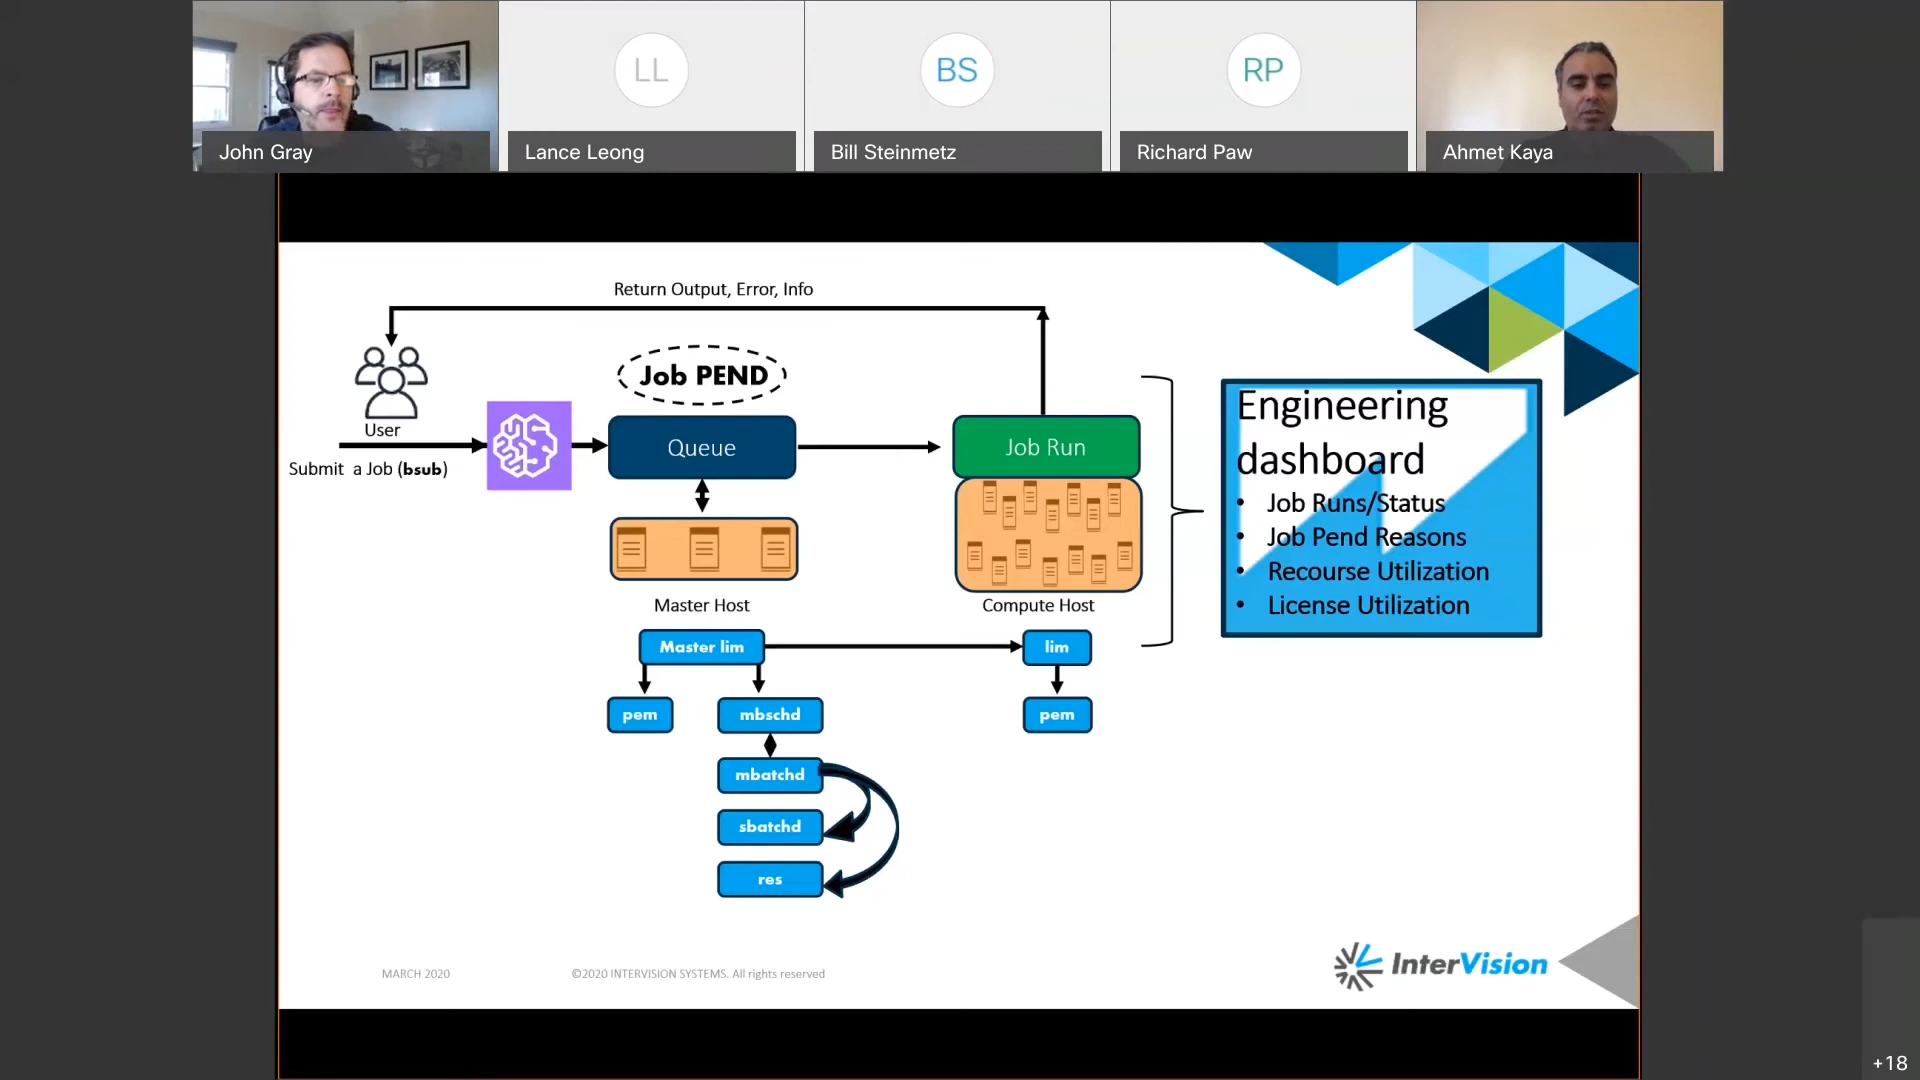 LL
BS
RP
John Gray
Lance Leong
Bill Steinmetz
Richard Paw
Ahmet Kaya
Return Output, Error, Info
Job PEND
User
Submit a Job (bsub)
Queue
Job Run
Master Host
Compute Host
Master lim
lim
pem
mbschd
pem
mbatchd
sbatchd
res
Engineering
dashboard
• Job Runs/Status
• Job Pend Reasons
• Recourse Utilization
• License Utilization
MARCH 2020
©2020 INTERVISION SYSTEMS. All rights reserved
InterVision
+18